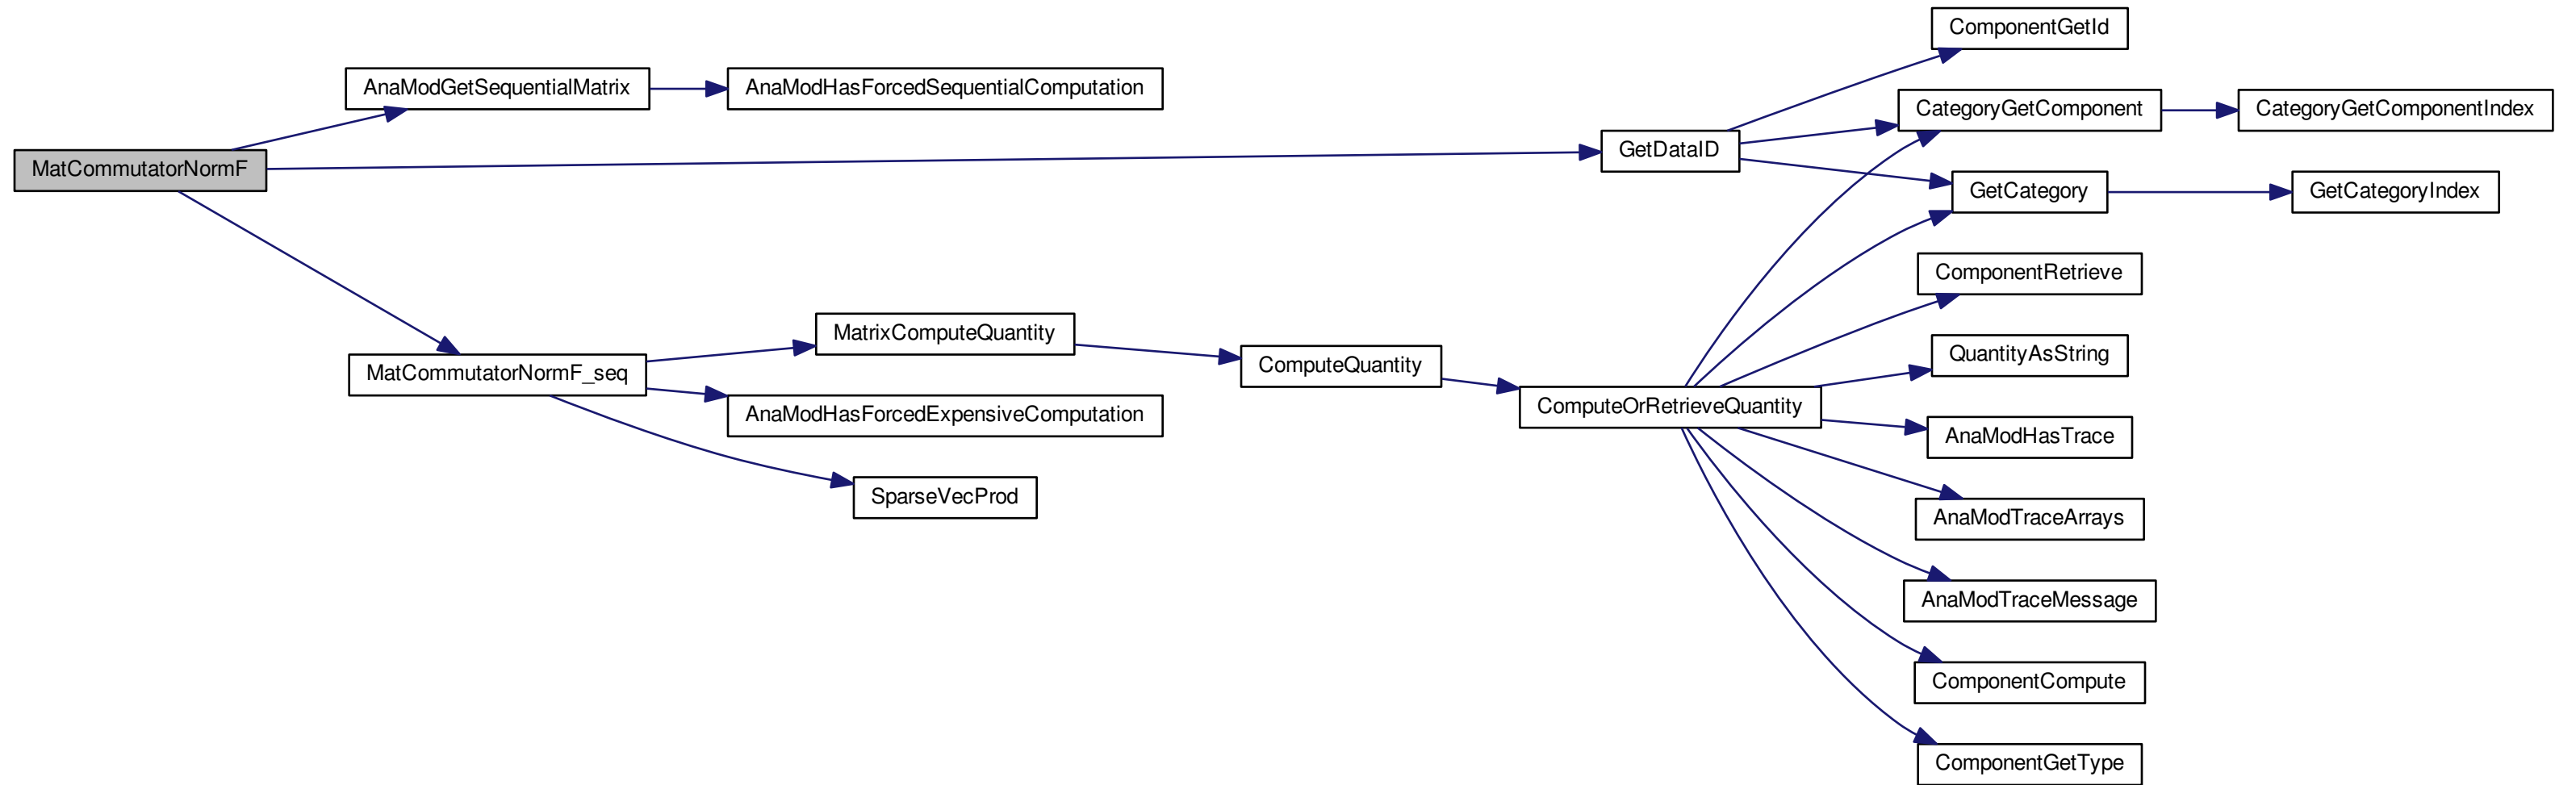 MatCommutatorNormF
AnaModGetSequentialMatrix
AnaModHasForcedSequentialComputation
GetDataID
ComponentGetId
CategoryGetComponent
CategoryGetComponentIndex
GetCategory
GetCategoryIndex
MatCommutatorNormF_seq
MatrixComputeQuantity
AnaModHasForcedExpensiveComputation
SparseVecProd
ComputeQuantity
ComputeOrRetrieveQuantity
ComponentRetrieve
QuantityAsString
AnaModHasTrace
AnaModTraceArrays
AnaModTraceMessage
ComponentCompute
ComponentGetType